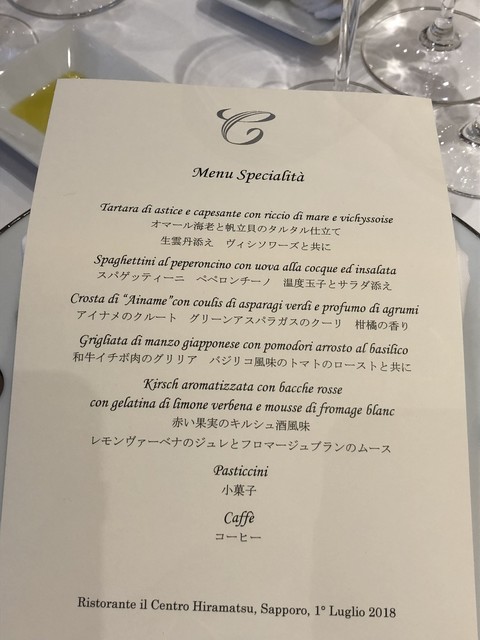 C
Menu Specialità
Tartara di astice e capesante con riccio di mare e vichyssoise
オマール海老と帆立貝のタルタル仕立て
生雲丹添え　ヴィシソワーズと共に
Spaghettini al peperoncino con uova alla cocque ed insalata
スパゲッティーニ　ペペロンチーノ　温度玉子とサラダ添え
Crosta di “Ainame”con coulis di asparagi verdi e profumo di agrumi
アイナメのクルート　グリーンアスパラガスのクーリ　柑橘の香り
Grigliata di manzo giapponese con pomodori arrosto al basilico
和牛イチボ肉のグリリア　バジリコ風味のトマトのローストと共に
Kirsch aromatizzata con bacche rosse
con gelatina di limone verbena e mousse di fromage blanc
赤い果実のキルシュ酒風味
レモンヴァーベナのジュレとフロマージュブランのムース
Pasticcini
小菓子
Caffè
コーヒー
Ristorante il Centro Hiramatsu, Sapporo, 1° Luglio 2018